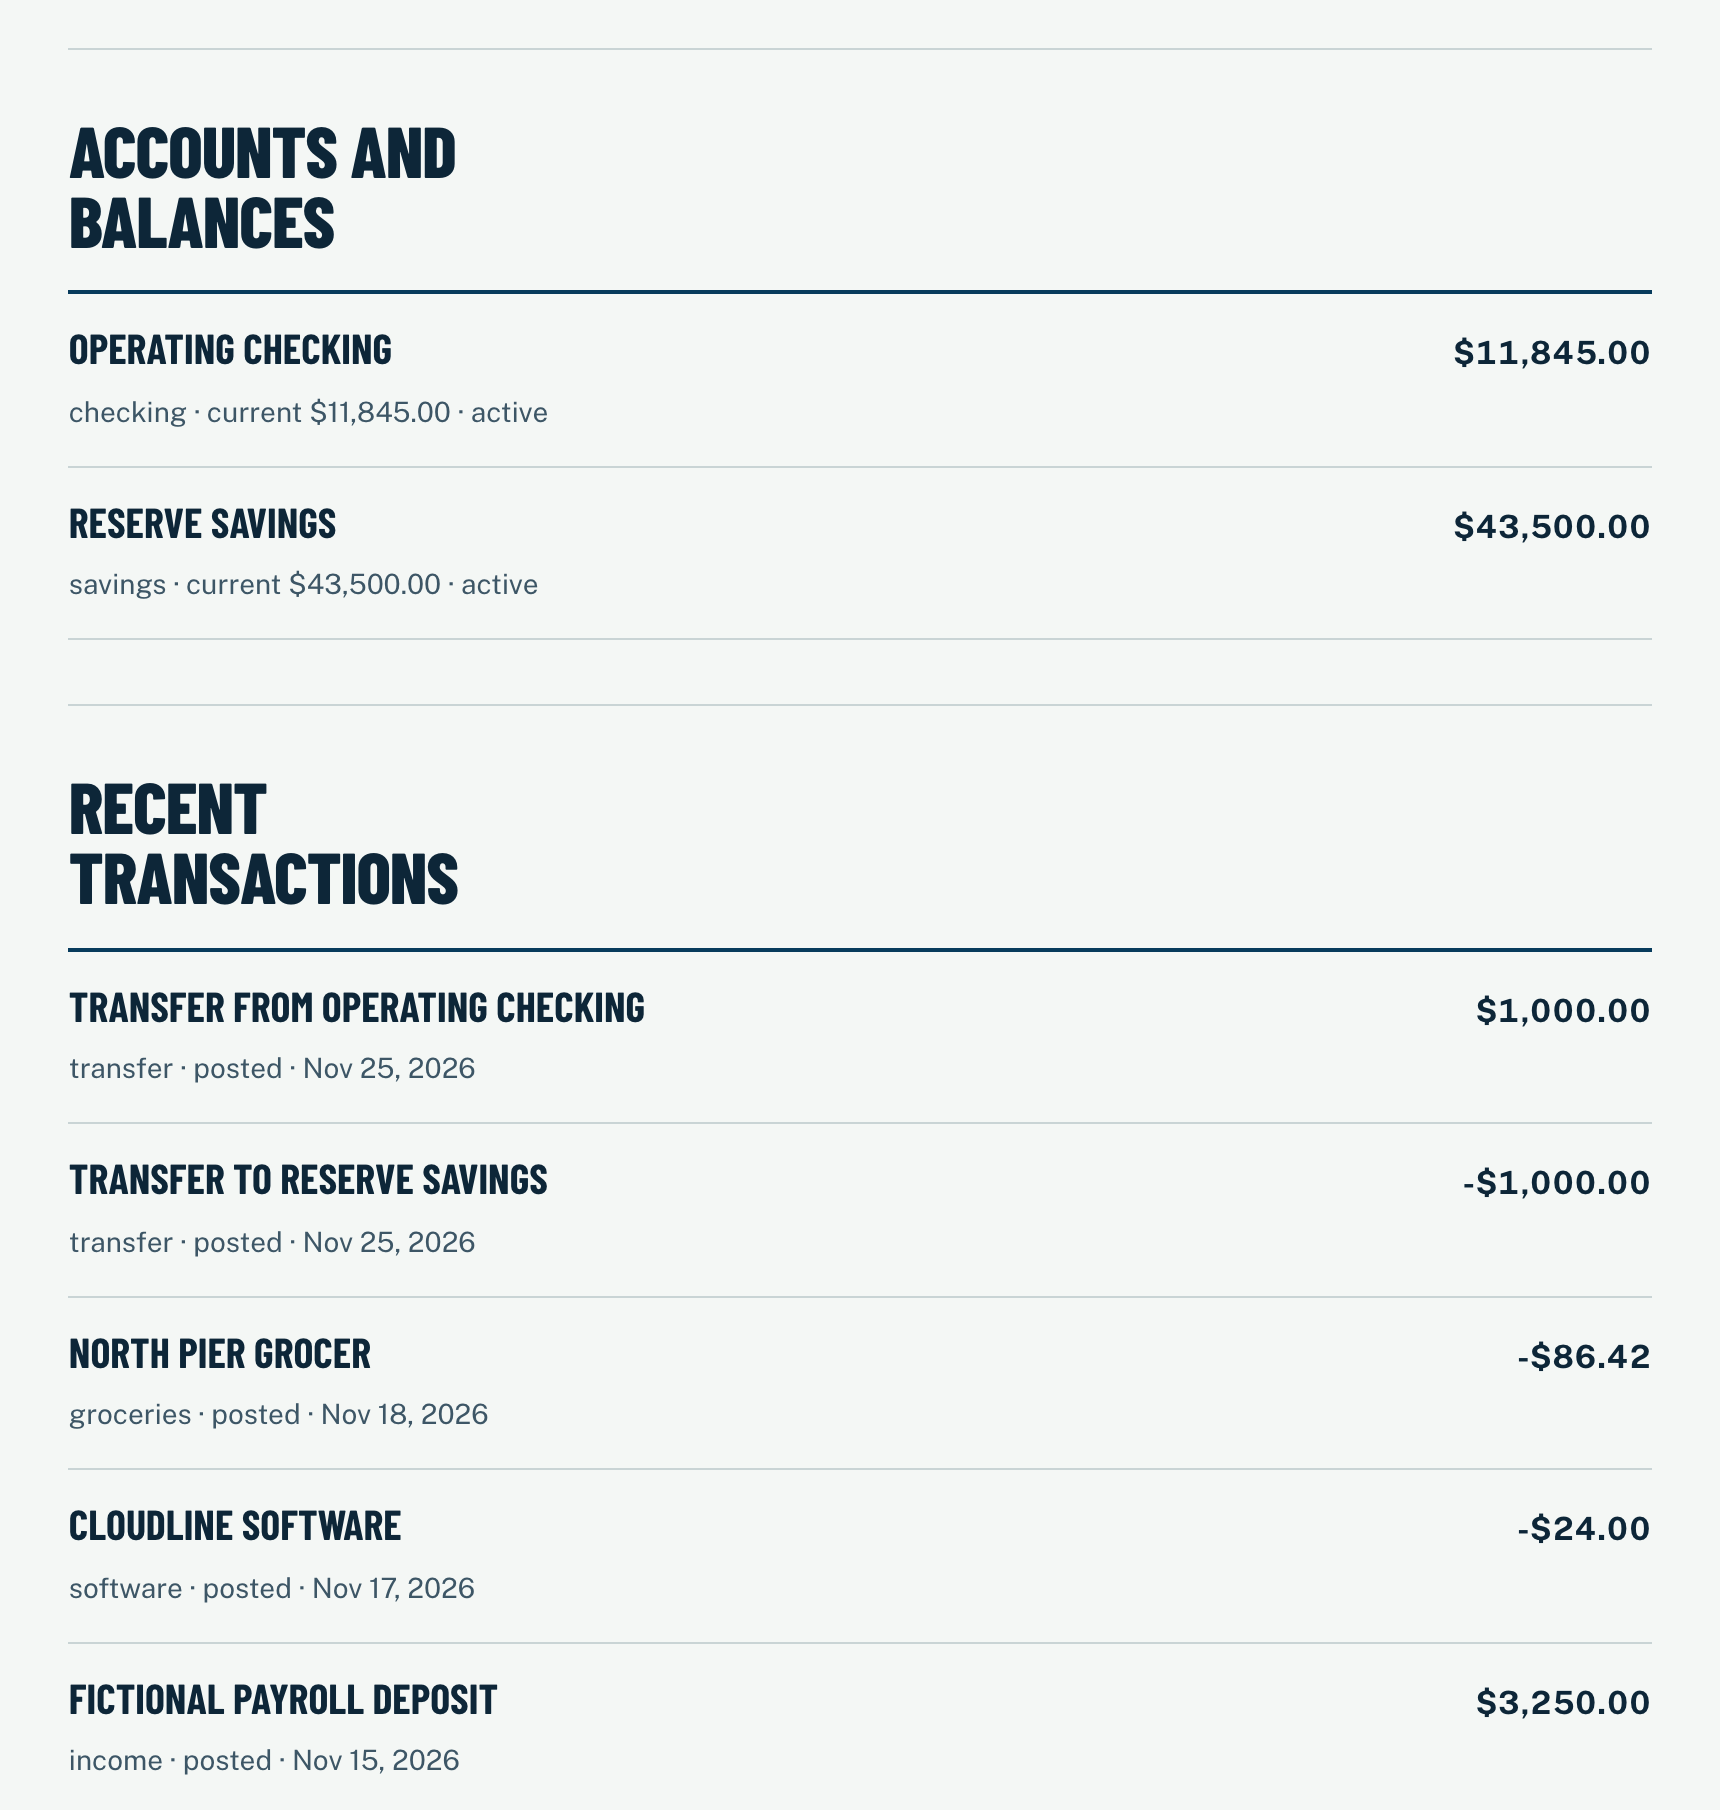 ACCOUNTS AND
BALANCES
OPERATING CHECKING $11,845.00
checking · current $11,845.00 · active
RESERVE SAVINGS $43,500.00
savings · current $43,500.00 · active
RECENT
TRANSACTIONS
TRANSFER FROM OPERATING CHECKING $1,000.00
transfer · posted · Nov 25, 2026
TRANSFER TO RESERVE SAVINGS -$1,000.00
transfer · posted · Nov 25, 2026
NORTH PIER GROCER -$86.42
groceries · posted · Nov 18, 2026
CLOUDLINE SOFTWARE -$24.00
software · posted · Nov 17, 2026
FICTIONAL PAYROLL DEPOSIT $3,250.00
income · posted · Nov 15, 2026